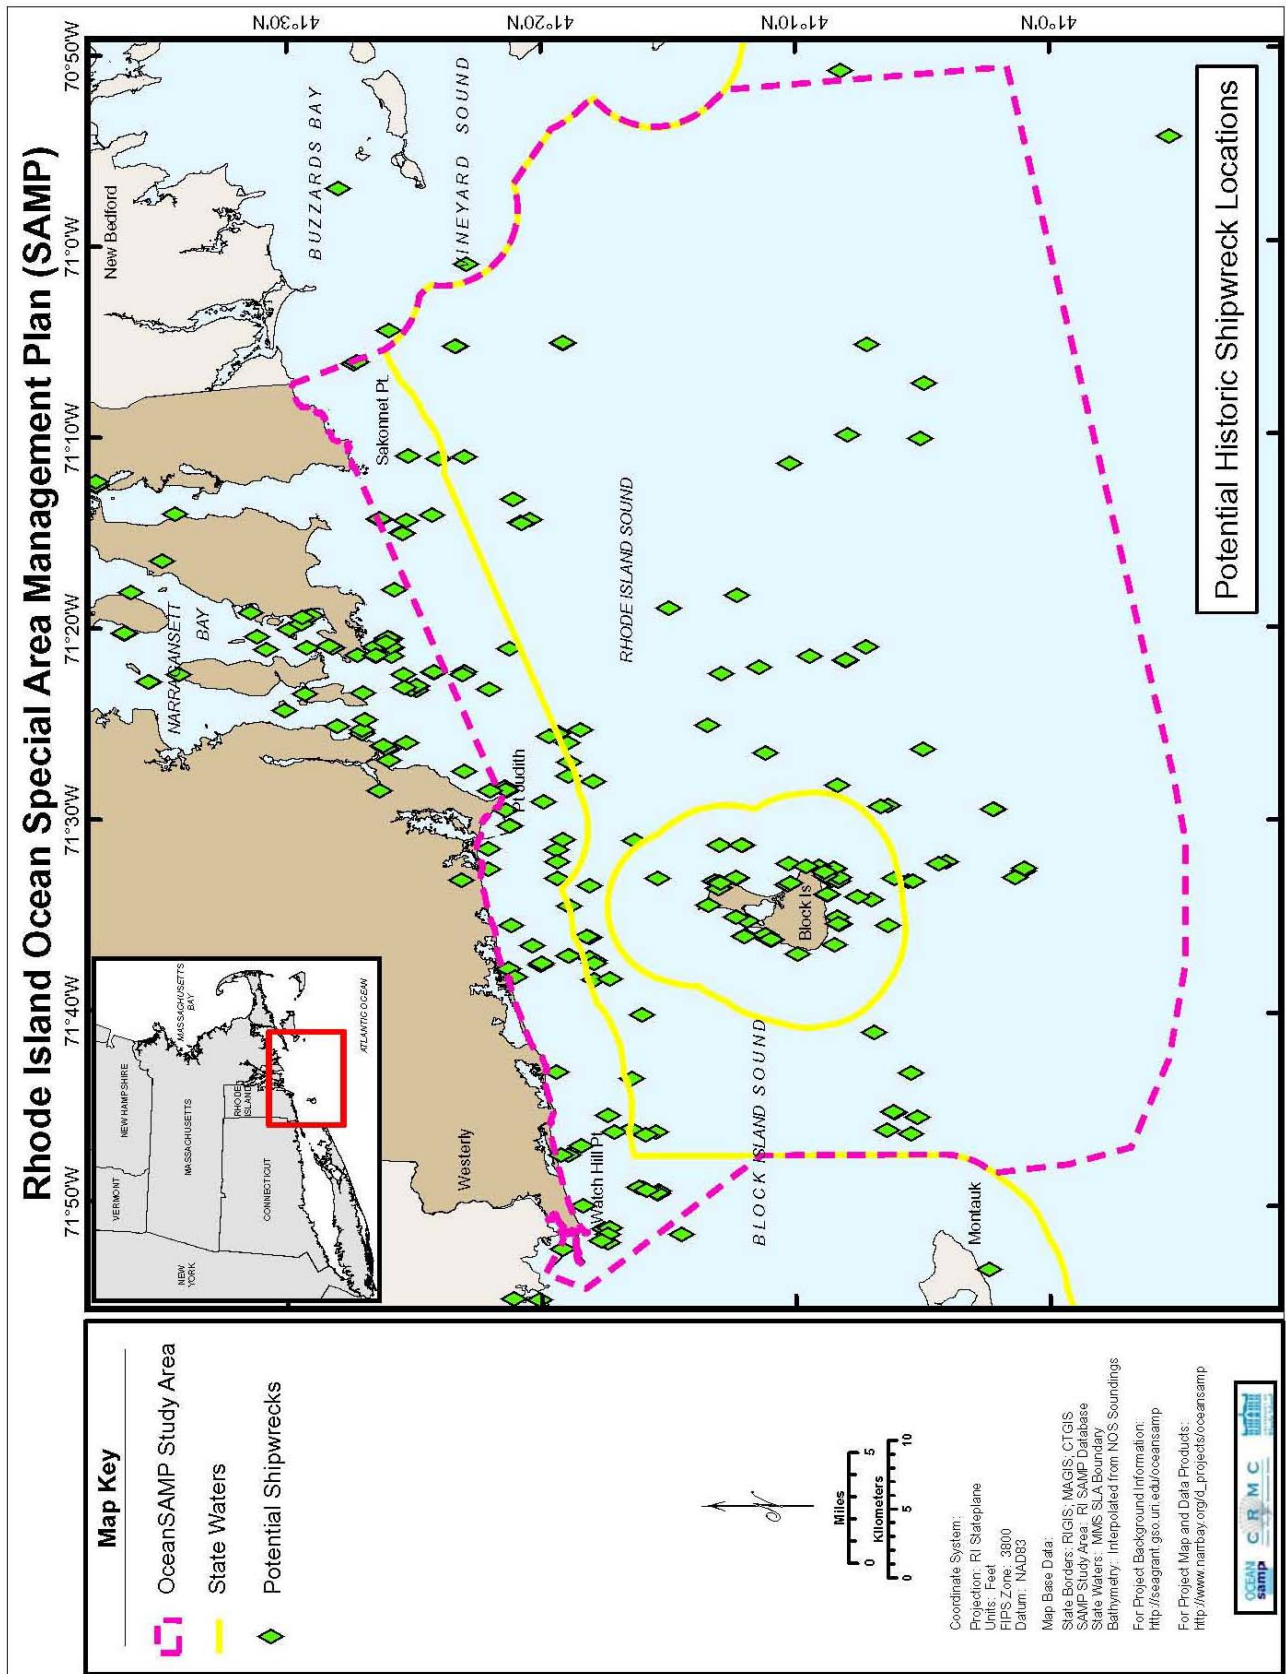 Rhode Island Ocean Special Area Management Plan (SAMP)
Map Key
OceanSAMP Study Area
State Waters
Potential Shipwrecks
Miles
0 5
Kilometers
0 5 10
Coordinate System:
Projection: RI Stateplane
Units: Feet
FIPS Zone: 3800
Datum: NAD83
Map Base Data:
State Borders: RIGIS; MAGIS; CTGIS
SAMP Study Area: RI SAMP Database
State Waters: MMS SLA Boundary
Bathymetry: Interpolated from NOS Soundings
For Project Background Information:
http://seagrant.gso.uri.edu/oceansamp
For Project Map and Data Products:
http://www.narrbay.org/d_projects/oceansamp
OCEAN
samp
C R M C
71°50'W
71°40'W
71°30'W
71°20'W
71°10'W
71°0'W
70°50'W
41°30'N
41°20'N
41°10'N
41°0'N
VERMONT
NEW HAMPSHIRE
MASSACHUSETTS
BAY
MASSACHUSETTS
NEW
YORK
CONNECTICUT
RHODE
ISLAND
ATLANTIC OCEAN
NARRAGANSETT
BAY
New Bedford
BUZZARDS BAY
VINEYARD SOUND
Sakonnet Pt.
Westerly
Pt Judith
Watch Hill Pt.
RHODE ISLAND SOUND
Block Is
BLOCK ISLAND SOUND
Montauk
Potential Historic Shipwreck Locations